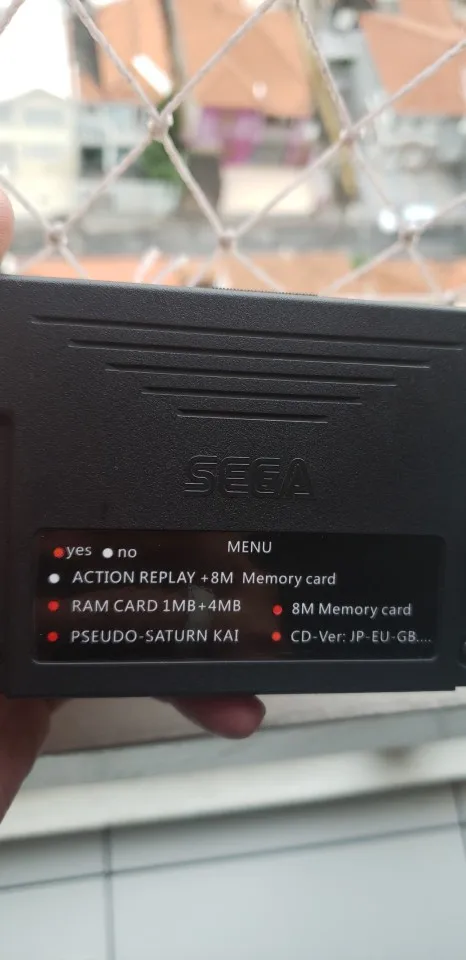 SEGA
yes no MENU
ACTION REPLAY +8M Memory card
RAM CARD 1MB+4MB 8M Memory card
PSEUDO-SATURN KAI CD-Ver: JP-EU-GB....